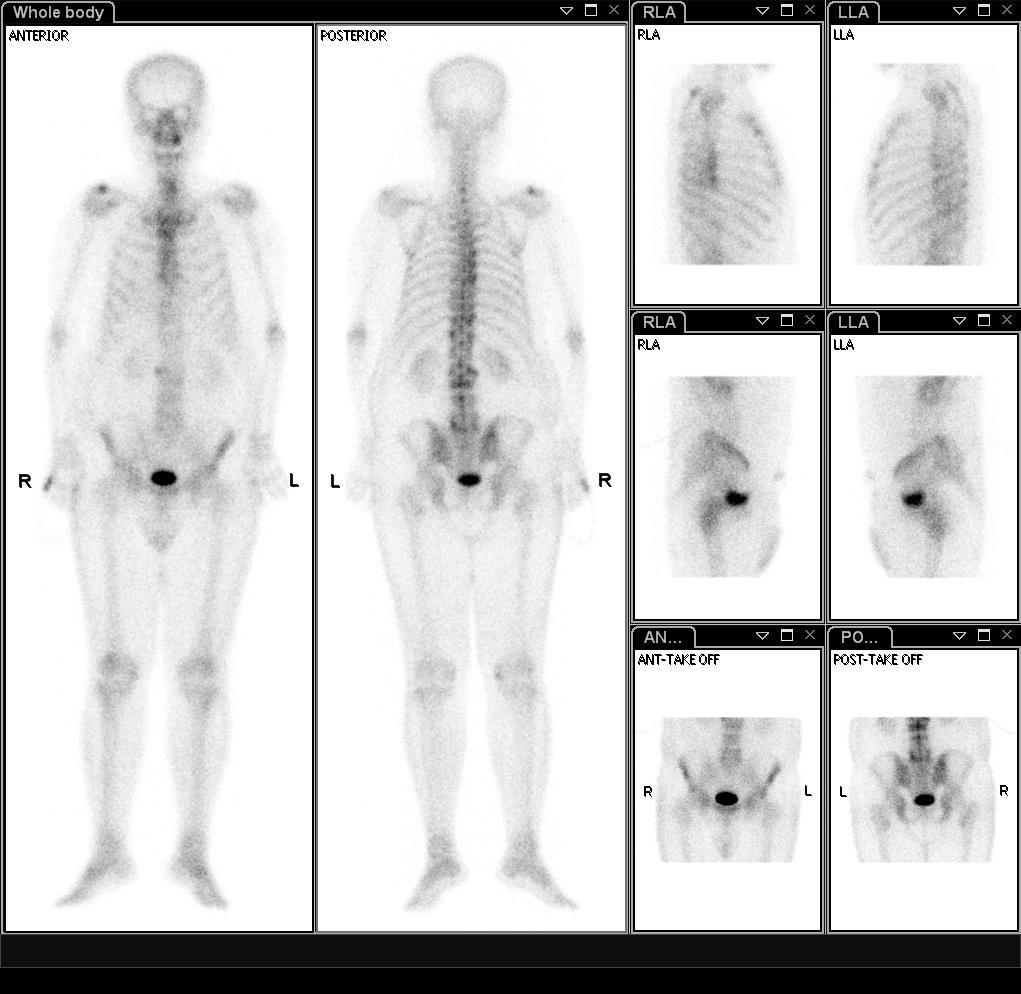 Whole body
ANTERIOR
POSTERIOR
R
L
L
R
RLA
RLA
LLA
LLA
RLA
RLA
LLA
LLA
AN...
ANT-TAKE OFF
R
L
PO...
POST-TAKE OFF
L
R